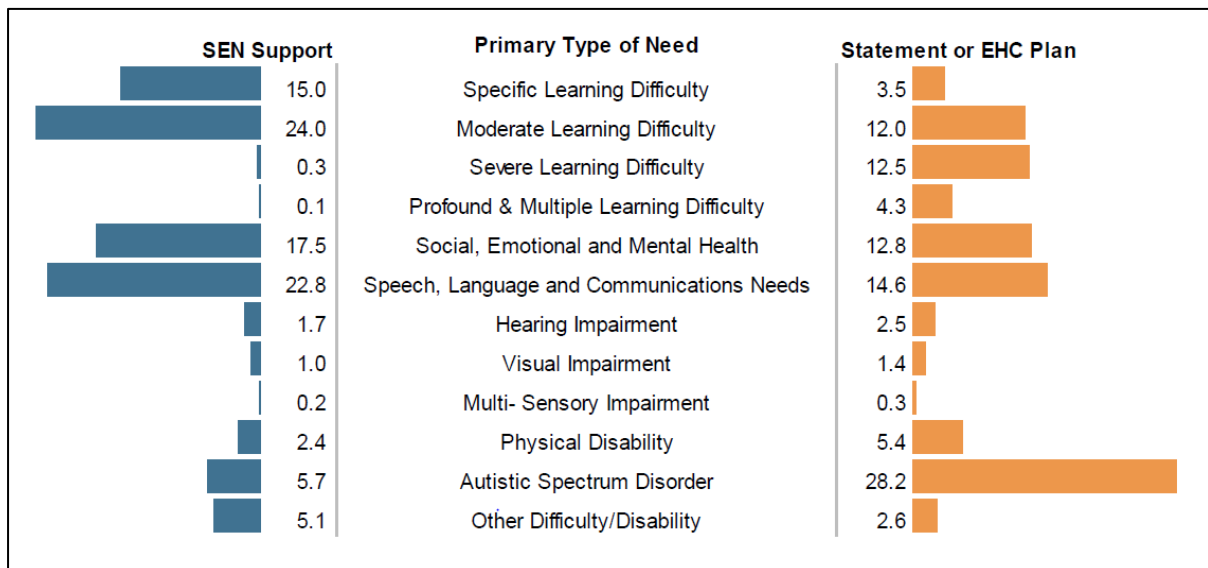 SEN Support Primary Type of Need Statement or EHC Plan
15.0 Specific Learning Difficulty 3.5
24.0 Moderate Learning Difficulty 12.0
0.3 Severe Learning Difficulty 12.5
0.1 Profound & Multiple Learning Difficulty 4.3
17.5 Social, Emotional and Mental Health 12.8
22.8 Speech, Language and Communications Needs 14.6
1.7 Hearing Impairment 2.5
1.0 Visual Impairment 1.4
0.2 Multi- Sensory Impairment 0.3
2.4 Physical Disability 5.4
5.7 Autistic Spectrum Disorder 28.2
5.1 Other Difficulty/Disability 2.6